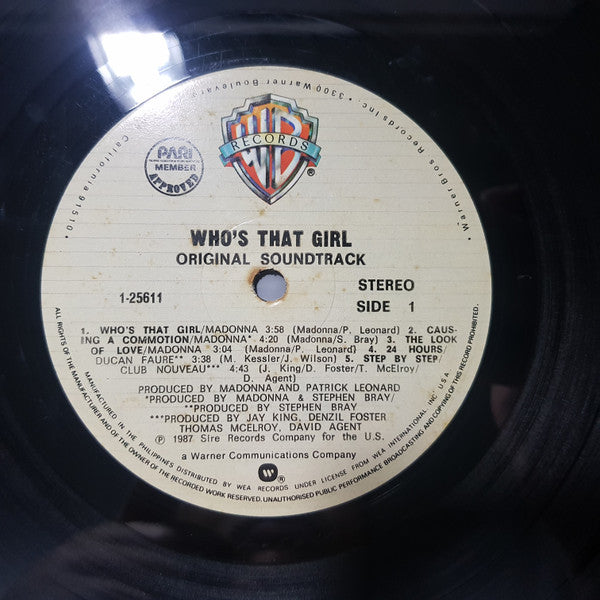 Warner Bros Records Inc. • 3300 Warner Boulevard
California 91510 •
WB
RECORDS
®
PARI
MEMBER
APPROVED
WHO'S THAT GIRL
ORIGINAL SOUNDTRACK
1-25611
STEREO
SIDE 1
1. WHO'S THAT GIRL/MADONNA 3:58 (Madonna/P. Leonard) 2. CAUS-
ING A COMMOTION/MADONNA* 4:20 (Madonna/S. Bray) 3. THE LOOK
OF LOVE/MADONNA 3:04 (Madonna/P. Leonard) 4. 24 HOURS/
DUCAN FAURE** 3:38 (M. Kessler/J. Wilson) 5. STEP BY STEP/
CLUB NOUVEAU*** 4:43 (J. King/D. Foster/T. McElroy/
D. Agent)
PRODUCED BY MADONNA AND PATRICK LEONARD
*PRODUCED BY MADONNA & STEPHEN BRAY/
**PRODUCED BY STEPHEN BRAY
***PRODUCED BY JAY KING, DENZIL FOSTER
THOMAS MCELROY, DAVID AGENT
℗ 1987 Sire Records Company for the U.S.
a Warner Communications Company
W ®
MANUFACTURED IN THE PHILIPPINES DISTRIBUTED BY WEA RECORDS UNDER LICENSE FROM WEA INTERNATIONAL INC. USA
ALL RIGHTS OF THE MANUFACTURER AND OF THE OWNER OF THE RECORDED WORK RESERVED. UNAUTHORISED PUBLIC PERFORMANCE BROADCASTING AND COPYING OF THIS RECORD PROHIBITED.